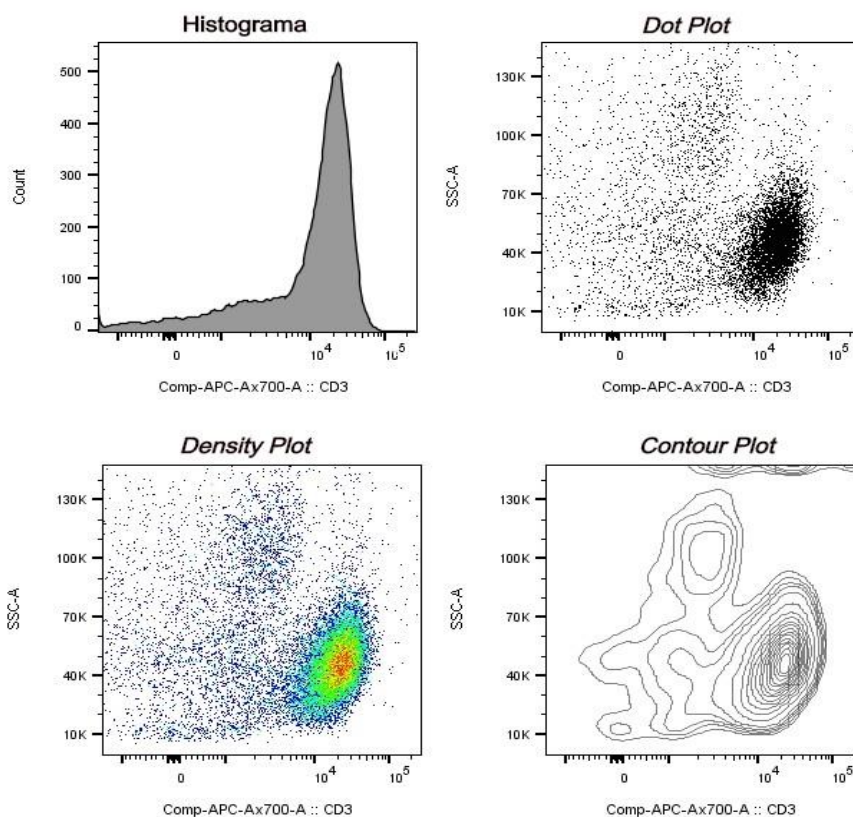 Histograma
500
400
300
200
100
0
Count
0
10^4
10^5
Comp-APC-Ax700-A :: CD3
Dot Plot
130K
100K
70K
40K
10K
SSC-A
0
10^4
10^5
Comp-APC-Ax700-A :: CD3
Density Plot
130K
100K
70K
40K
10K
SSC-A
0
10^4
10^5
Comp-APC-Ax700-A :: CD3
Contour Plot
130K
100K
70K
40K
10K
SSC-A
0
10^4
10^5
Comp-APC-Ax700-A :: CD3